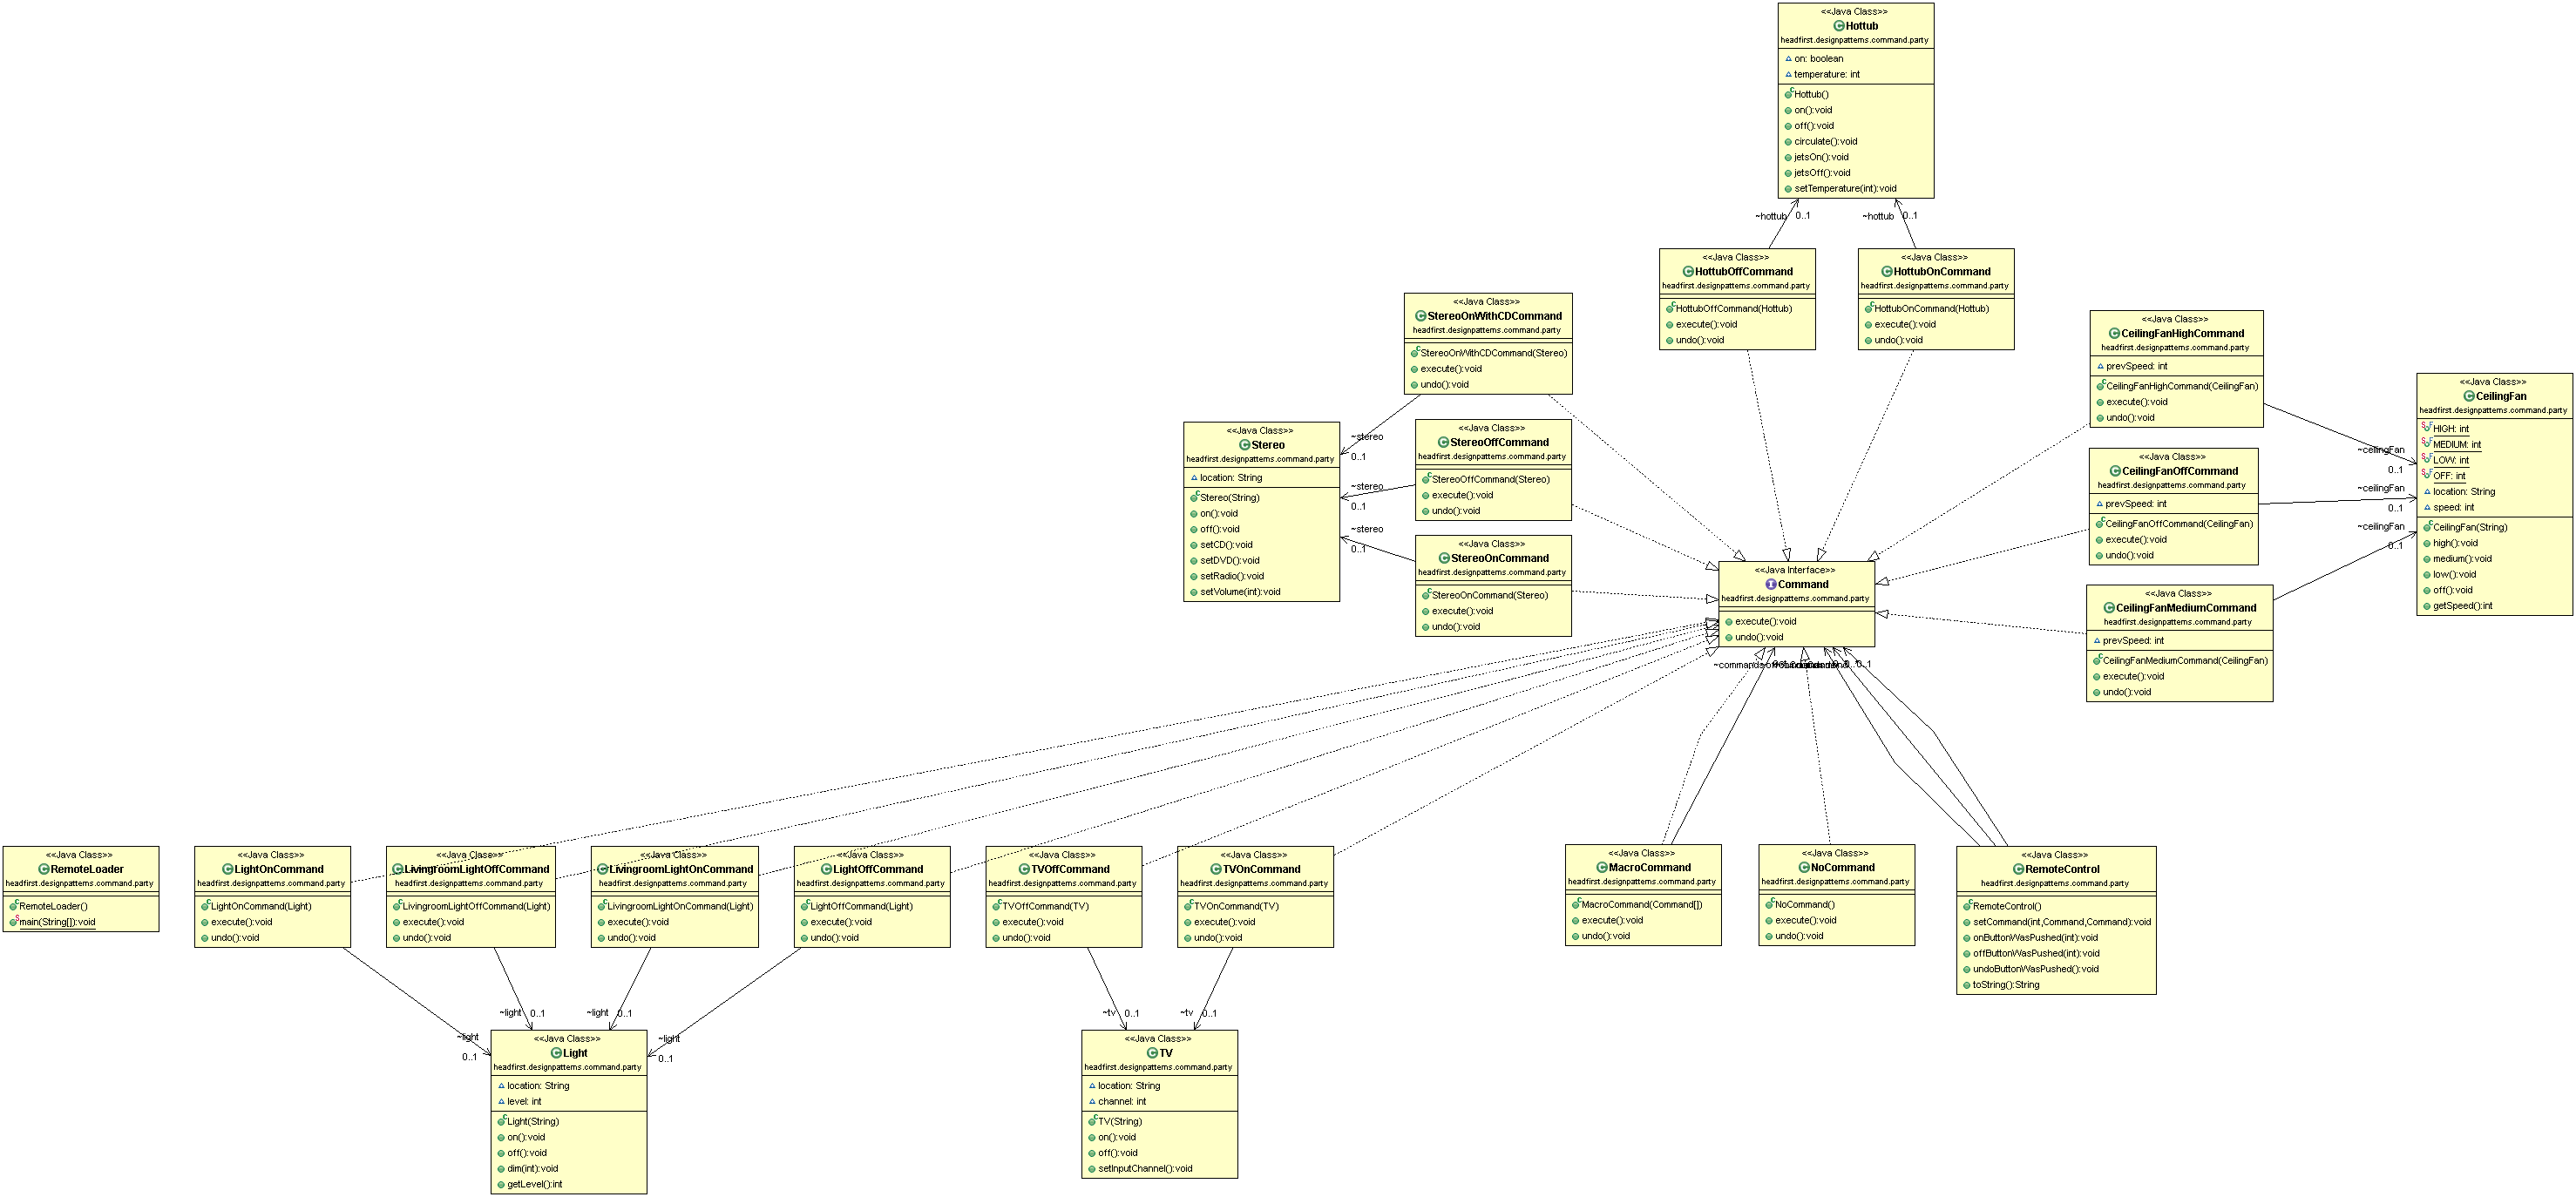 <<Java Class>>
Hottub
headfirst.designpatterns.command.party
on: boolean
temperature: int
Hottub()
on():void
off():void
circulate():void
jetsOn():void
jetsOff():void
setTemperature(int):void
~hottub 0..1
~hottub 0..1
<<Java Class>>
HottubOffCommand
headfirst.designpatterns.command.party
HottubOffCommand(Hottub)
execute():void
undo():void
<<Java Class>>
HottubOnCommand
headfirst.designpatterns.command.party
HottubOnCommand(Hottub)
execute():void
undo():void
<<Java Class>>
StereoOnWithCDCommand
headfirst.designpatterns.command.party
StereoOnWithCDCommand(Stereo)
execute():void
undo():void
<<Java Class>>
CeilingFanHighCommand
headfirst.designpatterns.command.party
prevSpeed: int
CeilingFanHighCommand(CeilingFan)
execute():void
undo():void
<<Java Class>>
CeilingFan
headfirst.designpatterns.command.party
HIGH: int
MEDIUM: int
LOW: int
OFF: int
location: String
speed: int
CeilingFan(String)
high():void
medium():void
low():void
off():void
getSpeed():int
<<Java Class>>
Stereo
headfirst.designpatterns.command.party
location: String
Stereo(String)
on():void
off():void
setCD():void
setDVD():void
setRadio():void
setVolume(int):void
~stereo
0..1
~stereo
0..1
~stereo
0..1
<<Java Class>>
StereoOffCommand
headfirst.designpatterns.command.party
StereoOffCommand(Stereo)
execute():void
undo():void
<<Java Class>>
StereoOnCommand
headfirst.designpatterns.command.party
StereoOnCommand(Stereo)
execute():void
undo():void
~ceilingFan
0..1
~ceilingFan
0..1
~ceilingFan
0..1
<<Java Class>>
CeilingFanOffCommand
headfirst.designpatterns.command.party
prevSpeed: int
CeilingFanOffCommand(CeilingFan)
execute():void
undo():void
<<Java Interface>>
Command
headfirst.designpatterns.command.party
execute():void
undo():void
<<Java Class>>
CeilingFanMediumCommand
headfirst.designpatterns.command.party
prevSpeed: int
CeilingFanMediumCommand(CeilingFan)
execute():void
undo():void
~commands
0..1
<<Java Class>>
RemoteLoader
headfirst.designpatterns.command.party
RemoteLoader()
main(String[]):void
<<Java Class>>
LightOnCommand
headfirst.designpatterns.command.party
LightOnCommand(Light)
execute():void
undo():void
<<Java Class>>
LivingroomLightOffCommand
headfirst.designpatterns.command.party
LivingroomLightOffCommand(Light)
execute():void
undo():void
<<Java Class>>
LivingroomLightOnCommand
headfirst.designpatterns.command.party
LivingroomLightOnCommand(Light)
execute():void
undo():void
<<Java Class>>
LightOffCommand
headfirst.designpatterns.command.party
LightOffCommand(Light)
execute():void
undo():void
<<Java Class>>
TVOffCommand
headfirst.designpatterns.command.party
TVOffCommand(TV)
execute():void
undo():void
<<Java Class>>
TVOnCommand
headfirst.designpatterns.command.party
TVOnCommand(TV)
execute():void
undo():void
<<Java Class>>
MacroCommand
headfirst.designpatterns.command.party
MacroCommand(Command[])
execute():void
undo():void
<<Java Class>>
NoCommand
headfirst.designpatterns.command.party
NoCommand()
execute():void
undo():void
<<Java Class>>
RemoteControl
headfirst.designpatterns.command.party
RemoteControl()
setCommand(int,Command,Command):void
onButtonWasPushed(int):void
offButtonWasPushed(int):void
undoButtonWasPushed():void
toString():String
~light
0..1
~light 0..1
~light 0..1
~light
0..1
~tv 0..1
~tv 0..1
<<Java Class>>
Light
headfirst.designpatterns.command.party
location: String
level: int
Light(String)
on():void
off():void
dim(int):void
getLevel():int
<<Java Class>>
TV
headfirst.designpatterns.command.party
location: String
channel: int
TV(String)
on():void
off():void
setInputChannel():void